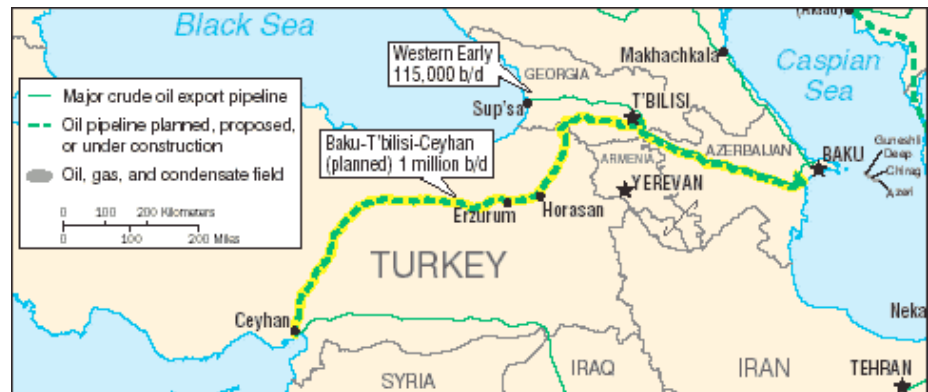 Black Sea
(Aktau)
Western Early
115,000 b/d
GEORGIA
Makhachkala
Caspian
Sea
Major crude oil export pipeline
Oil pipeline planned, proposed,
or under construction
Oil, gas, and condensate field
0 100 200 Kilometers
0 100 200 Miles
Sup'sa
T'BILISI
Baku-T'bilisi-Ceyhan
(planned) 1 million b/d
AZERBAIJAN
Guneshli
Deep
Chirag
Azeri
BAKU
ARMENIA
YEREVAN
Erzurum
Horasan
TURKEY
Ceyhan
Neka
SYRIA
IRAQ
IRAN
TEHRAN